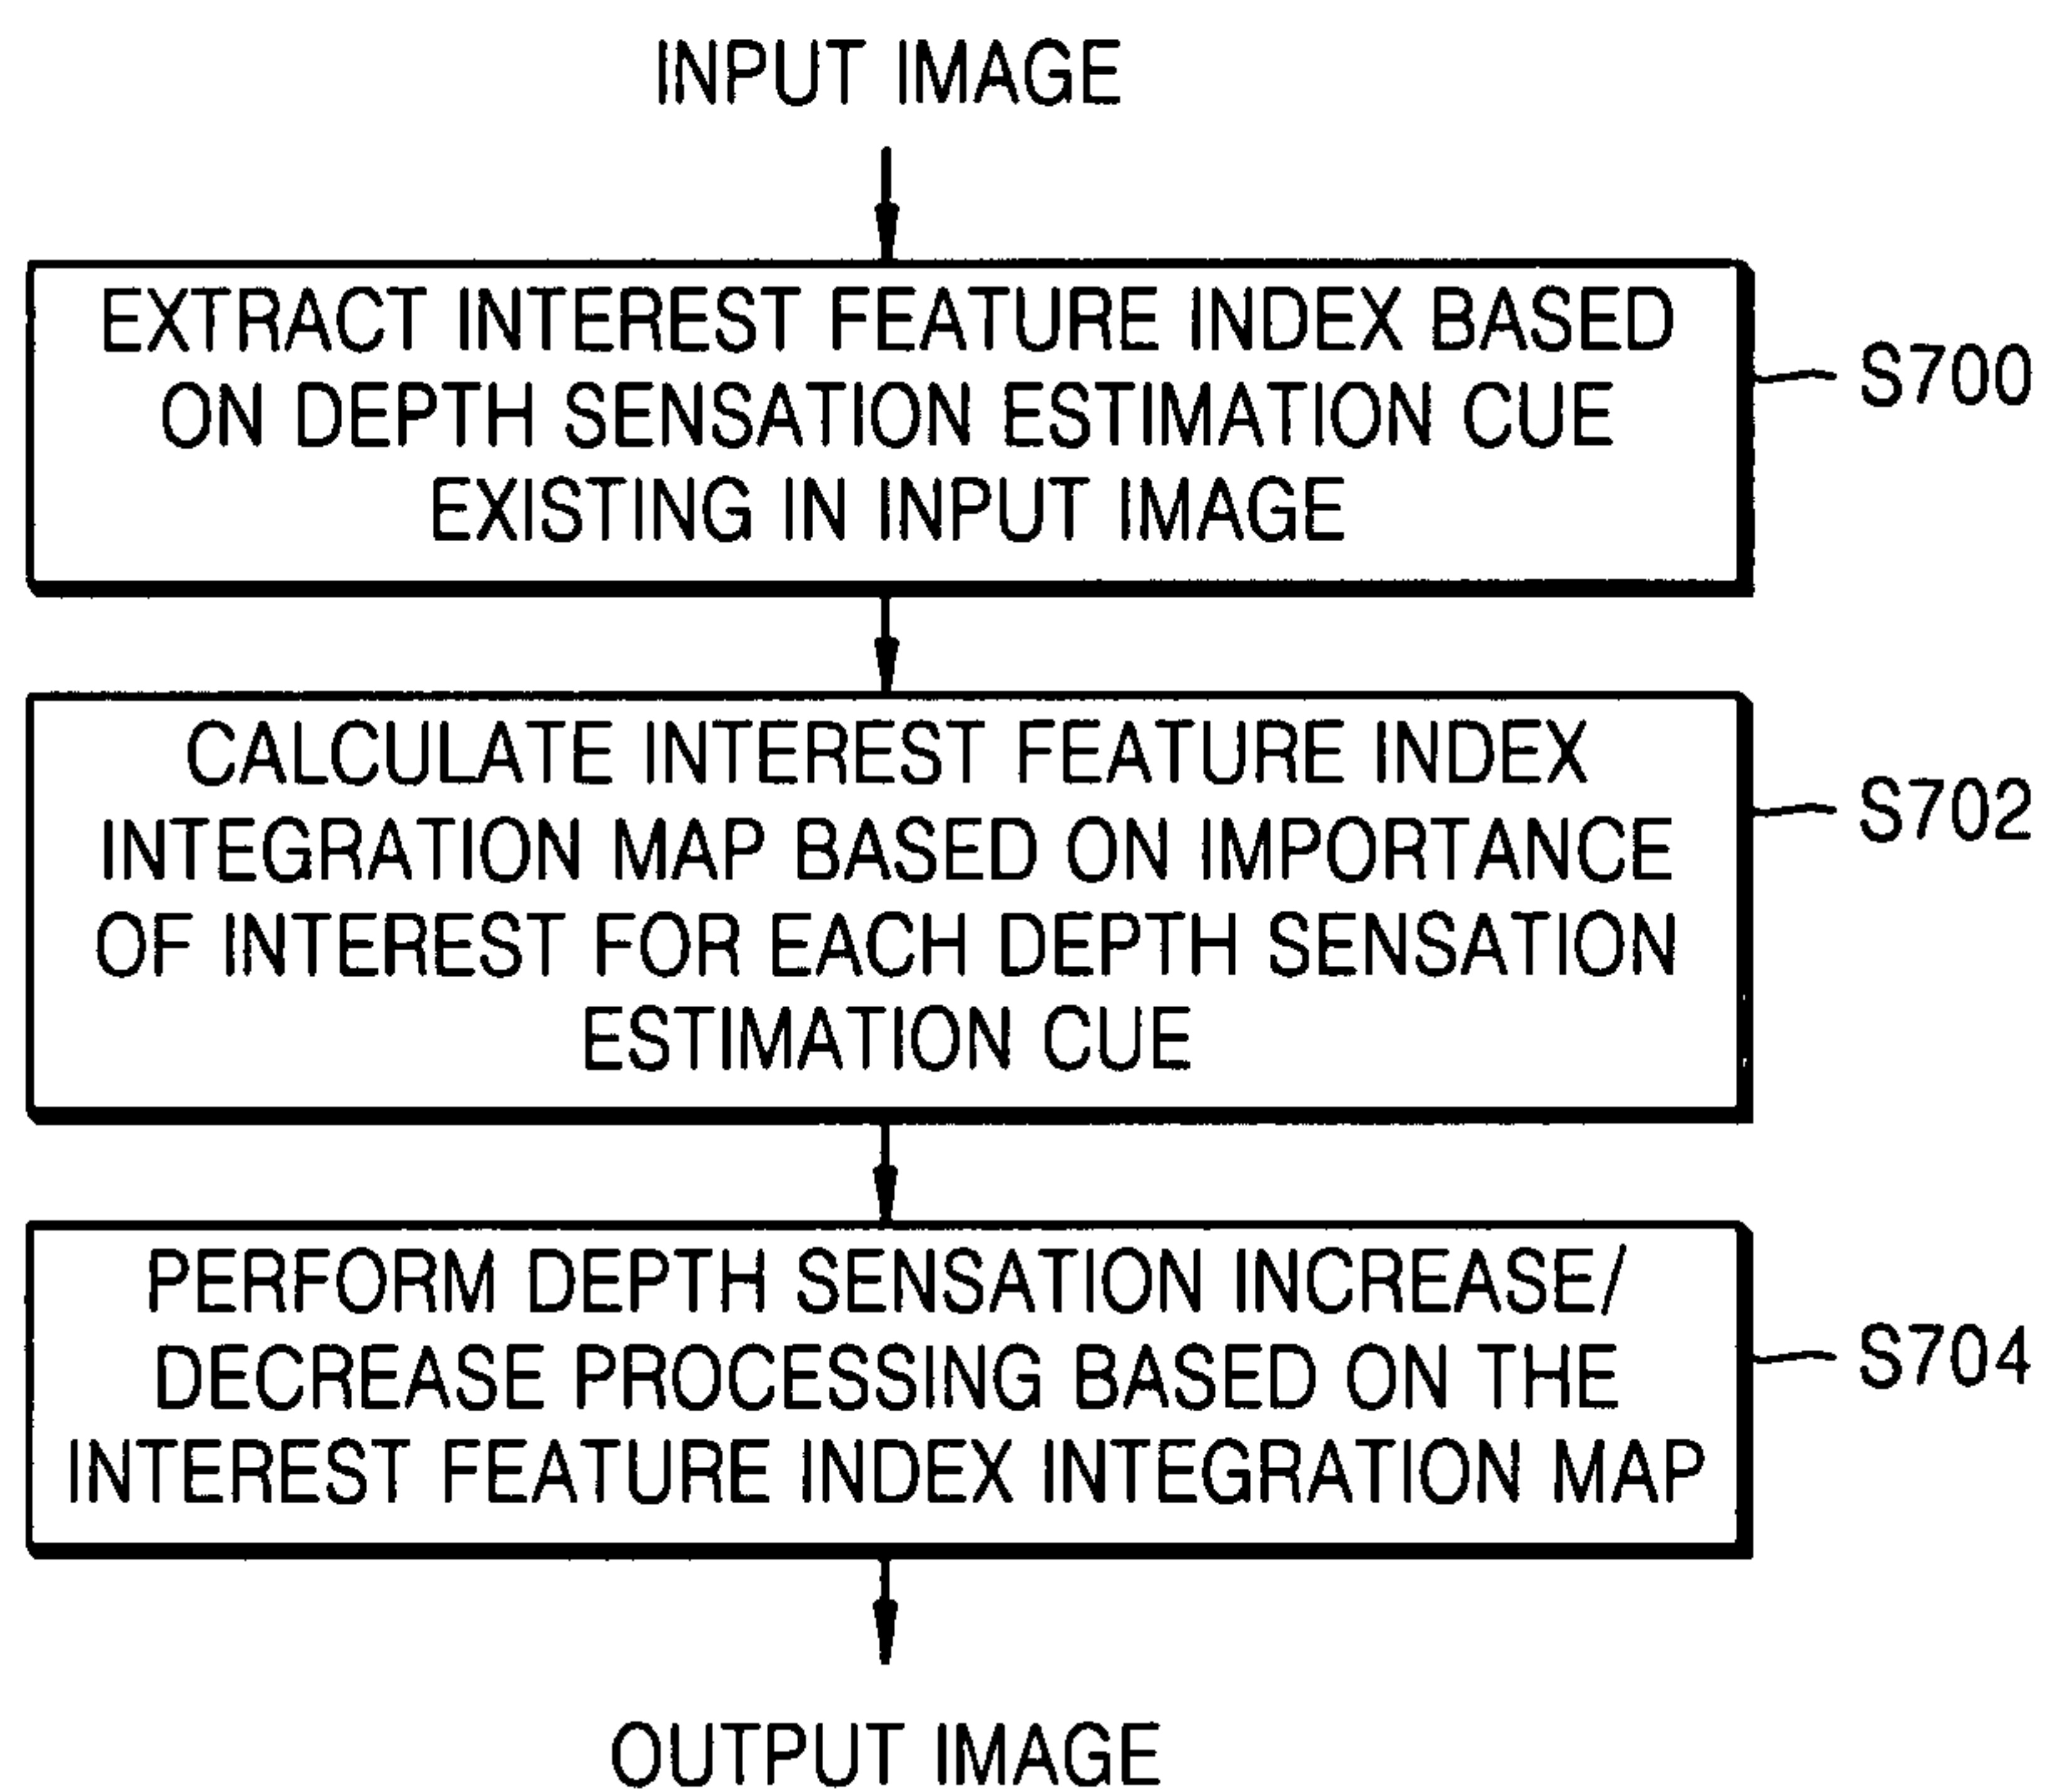 INPUT IMAGE
EXTRACT INTEREST FEATURE INDEX BASED
ON DEPTH SENSATION ESTIMATION CUE
EXISTING IN INPUT IMAGE
S700
CALCULATE INTEREST FEATURE INDEX
INTEGRATION MAP BASED ON IMPORTANCE
OF INTEREST FOR EACH DEPTH SENSATION
ESTIMATION CUE
S702
PERFORM DEPTH SENSATION INCREASE/
DECREASE PROCESSING BASED ON THE
INTEREST FEATURE INDEX INTEGRATION MAP
S704
OUTPUT IMAGE